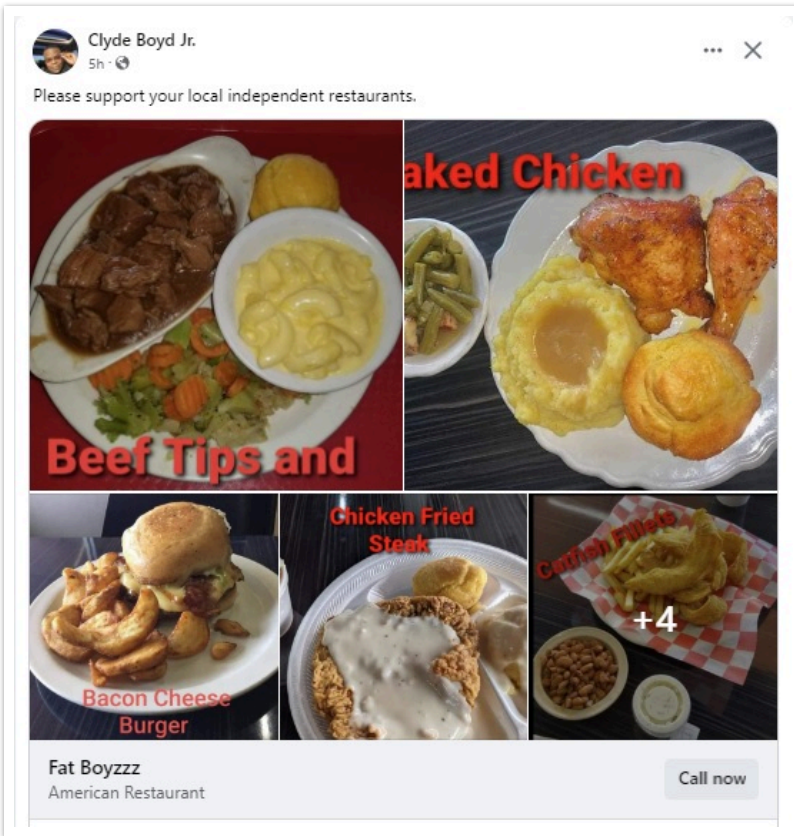 Clyde Boyd Jr.
5h
Please support your local independent restaurants.
aked Chicken
Beef Tips and
Bacon Cheese
Burger
Chicken Fried
Steak
Catfish Fillets
+4
Fat Boyzzz
American Restaurant
Call now